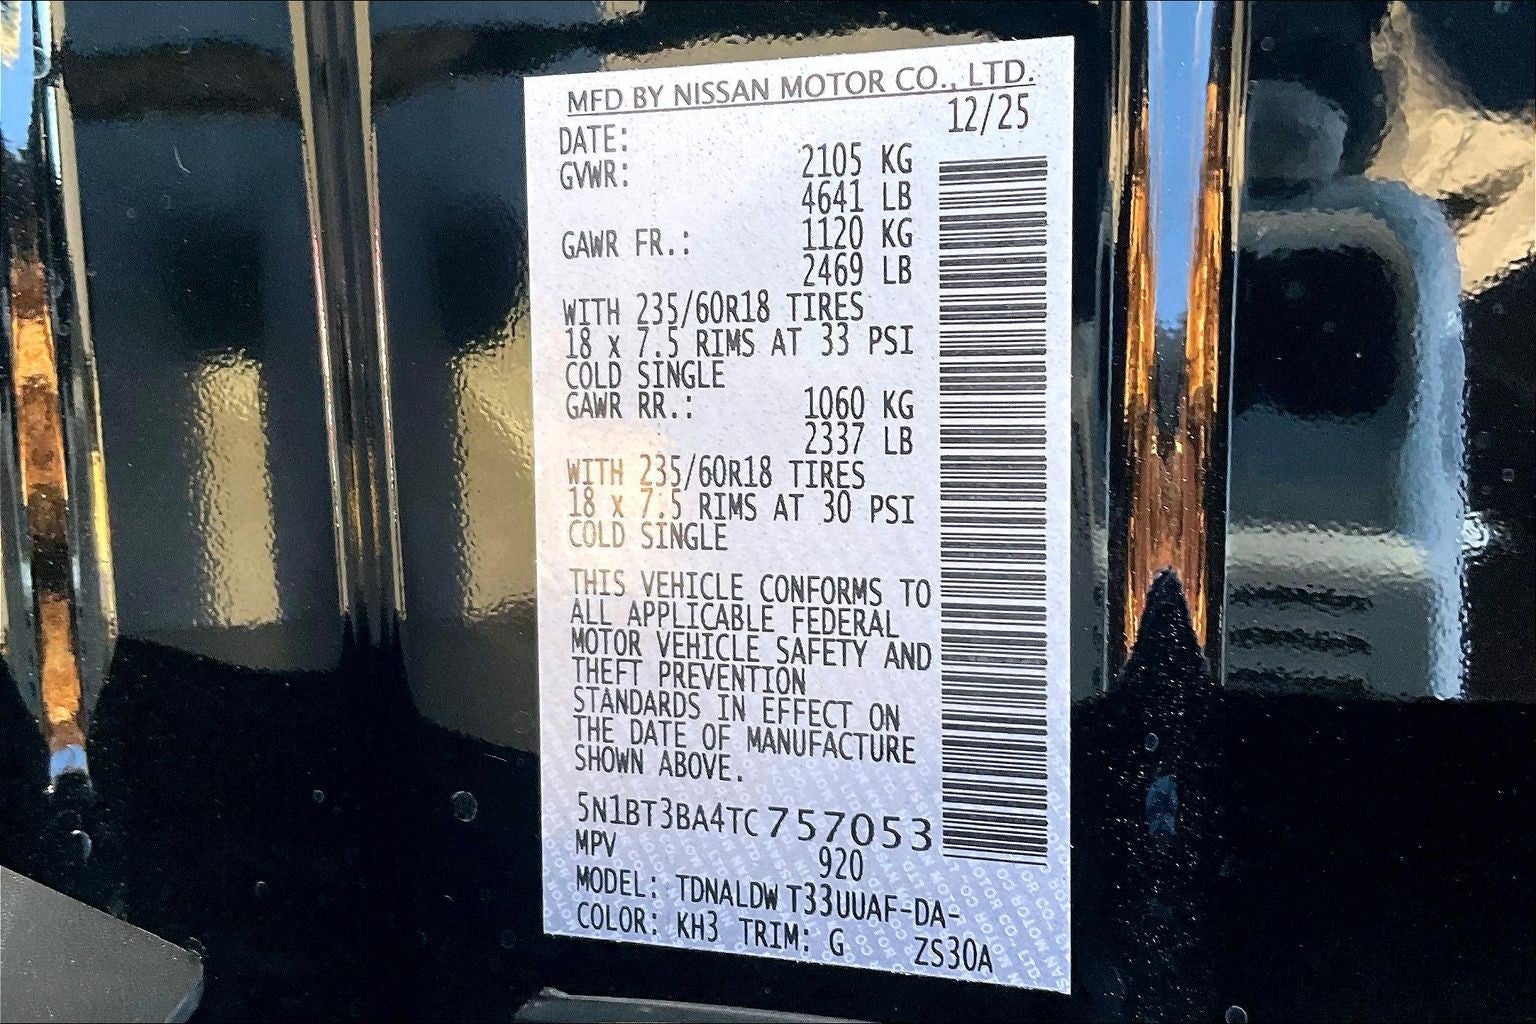 MFD BY NISSAN MOTOR CO., LTD.
DATE: 12/25
GVWR: 2105 KG
4641 LB
GAWR FR.: 1120 KG
2469 LB
WITH 235/60R18 TIRES
18 x 7.5 RIMS AT 33 PSI
COLD SINGLE
GAWR RR.: 1060 KG
2337 LB
WITH 235/60R18 TIRES
18 x 7.5 RIMS AT 30 PSI
COLD SINGLE
THIS VEHICLE CONFORMS TO
ALL APPLICABLE FEDERAL
MOTOR VEHICLE SAFETY AND
THEFT PREVENTION
STANDARDS IN EFFECT ON
THE DATE OF MANUFACTURE
SHOWN ABOVE.
5N1BT3BA4TC757053
MPV 920
MODEL: TDNALDWT33UUAF-DA-
COLOR: KH3 TRIM: G ZS30A